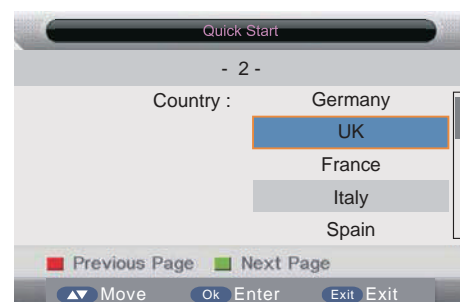 Quick Start
- 2 -
Country : Germany
UK
France
Italy
Spain
Previous Page Next Page
Move Ok Enter Exit Exit